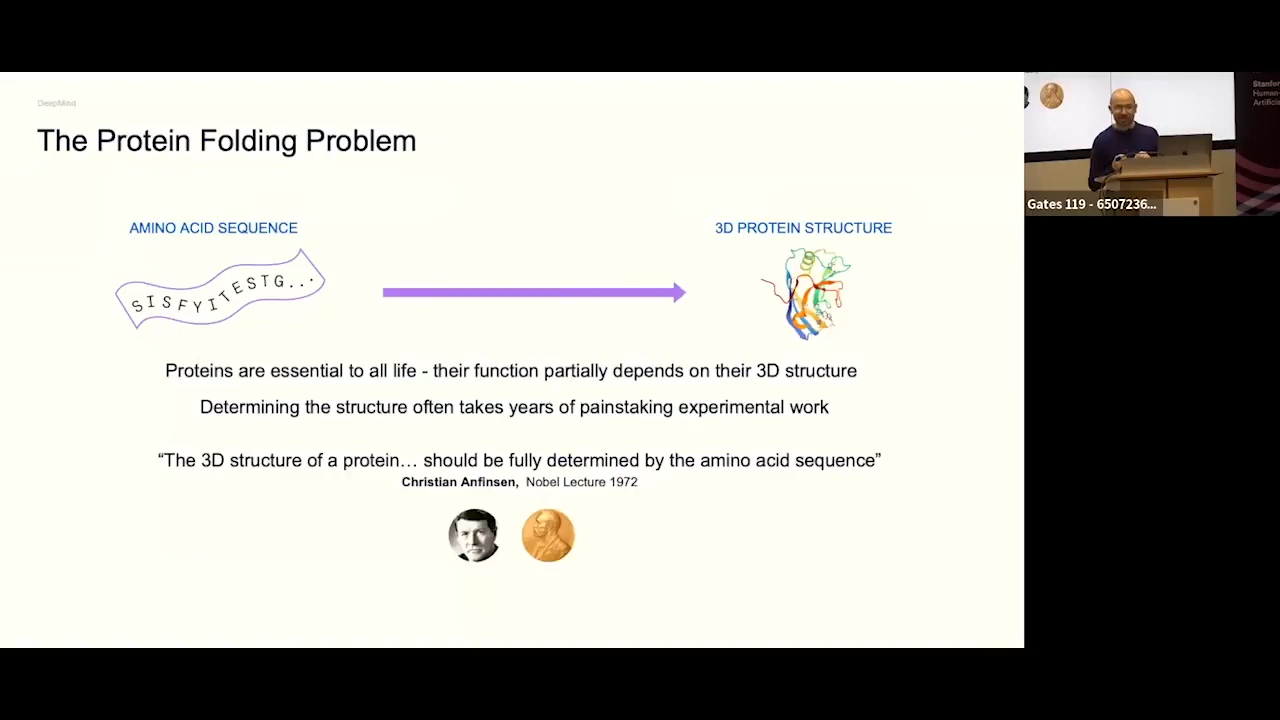 DeepMind
The Protein Folding Problem
AMINO ACID SEQUENCE
3D PROTEIN STRUCTURE
SISFYITESTG...
Proteins are essential to all life - their function partially depends on their 3D structure
Determining the structure often takes years of painstaking experimental work
“The 3D structure of a protein… should be fully determined by the amino acid sequence”
Christian Anfinsen, Nobel Lecture 1972
Gates 119 - 6507236...
Stanfor
Human-
Artificia